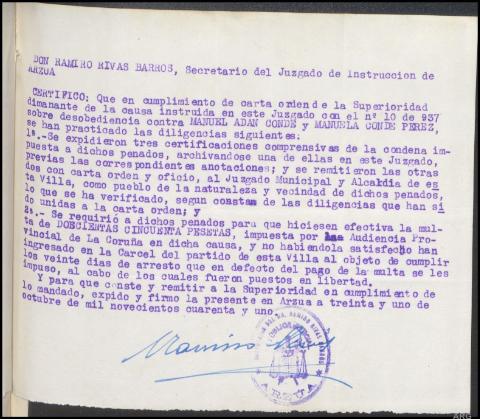 DON RAMIRO RIVAS BARROS, Secretario del Juzgado de Instruccion de
ARZUA
CERTIFICO: Que en cumplimiento de carta orden de la Superioridad
dimanante de la causa instruida en este Juzgado con el nº 10 de 937
sobre desobediencia contra MANUEL ADAN CONDE y MANUELA CONDE PEREZ,
se han practicado las diligencias siguientes:
1ª.-Se expidieron tres certificaciones comprensivas de la condena im-
puesta a dichos penados, archivandose una de ellas en este Juzgado,
previas las correspondientes anotaciones; y se remitieron las otras
dos con carta orden y oficio, al Juzgado Municipal y Alcaldia de es
ta Villa, como pueblo de la naturaleza y vecindad de dichos penados,
lo que se ha verificado, segun constan de las diligencias que han si
do unidas a la carta orden; y
2ª.- Se requirió a dichos penados para que hiciesen efectiva la mul-
ta de DOSCIENTAS CINCUENTA PESETAS, impuesta por la Audiencia Pro-
vincial de La Coruña en dicha causa, y no habiendola satisfecho han
ingresado en la Carcel del partido de esta Villa al objeto de cumplir
los veinte dias de arresto que en defecto del pago de la multa se les
impuso, al cabo de los cuales fueron puestos en libertad.
Y para que conste y remitir a la Superioridad en cumplimiento de
lo mandado, expido y firmo la presente en Arzua a treinta y uno de
octubre de mil novecientos cuarenta y uno
Ramiro Rivas
ARZUA
ARG